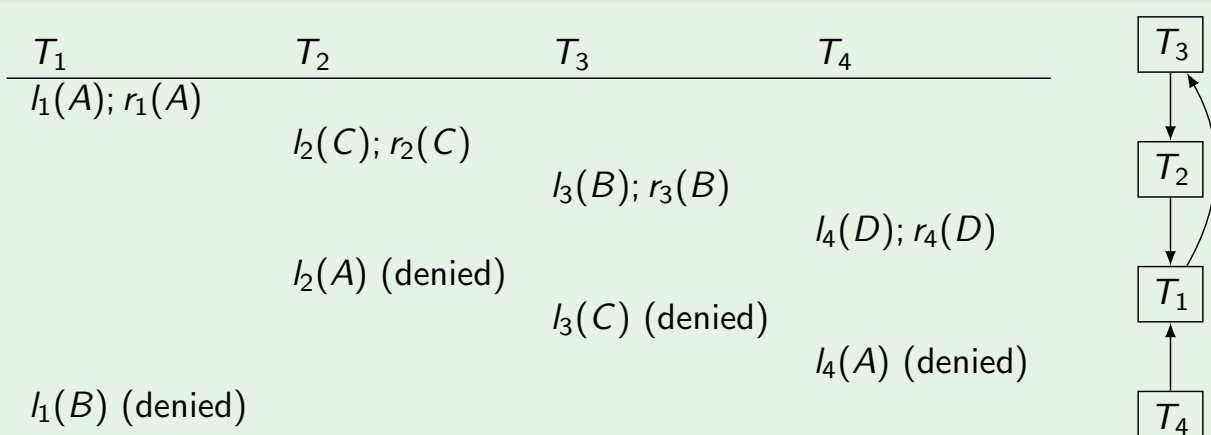 T₁ T₂ T₃ T₄
l₁(A); r₁(A)
l₂(C); r₂(C)
l₃(B); r₃(B)
l₄(D); r₄(D)
l₂(A) (denied)
l₃(C) (denied)
l₄(A) (denied)
l₁(B) (denied)
T₃
T₂
T₁
T₄